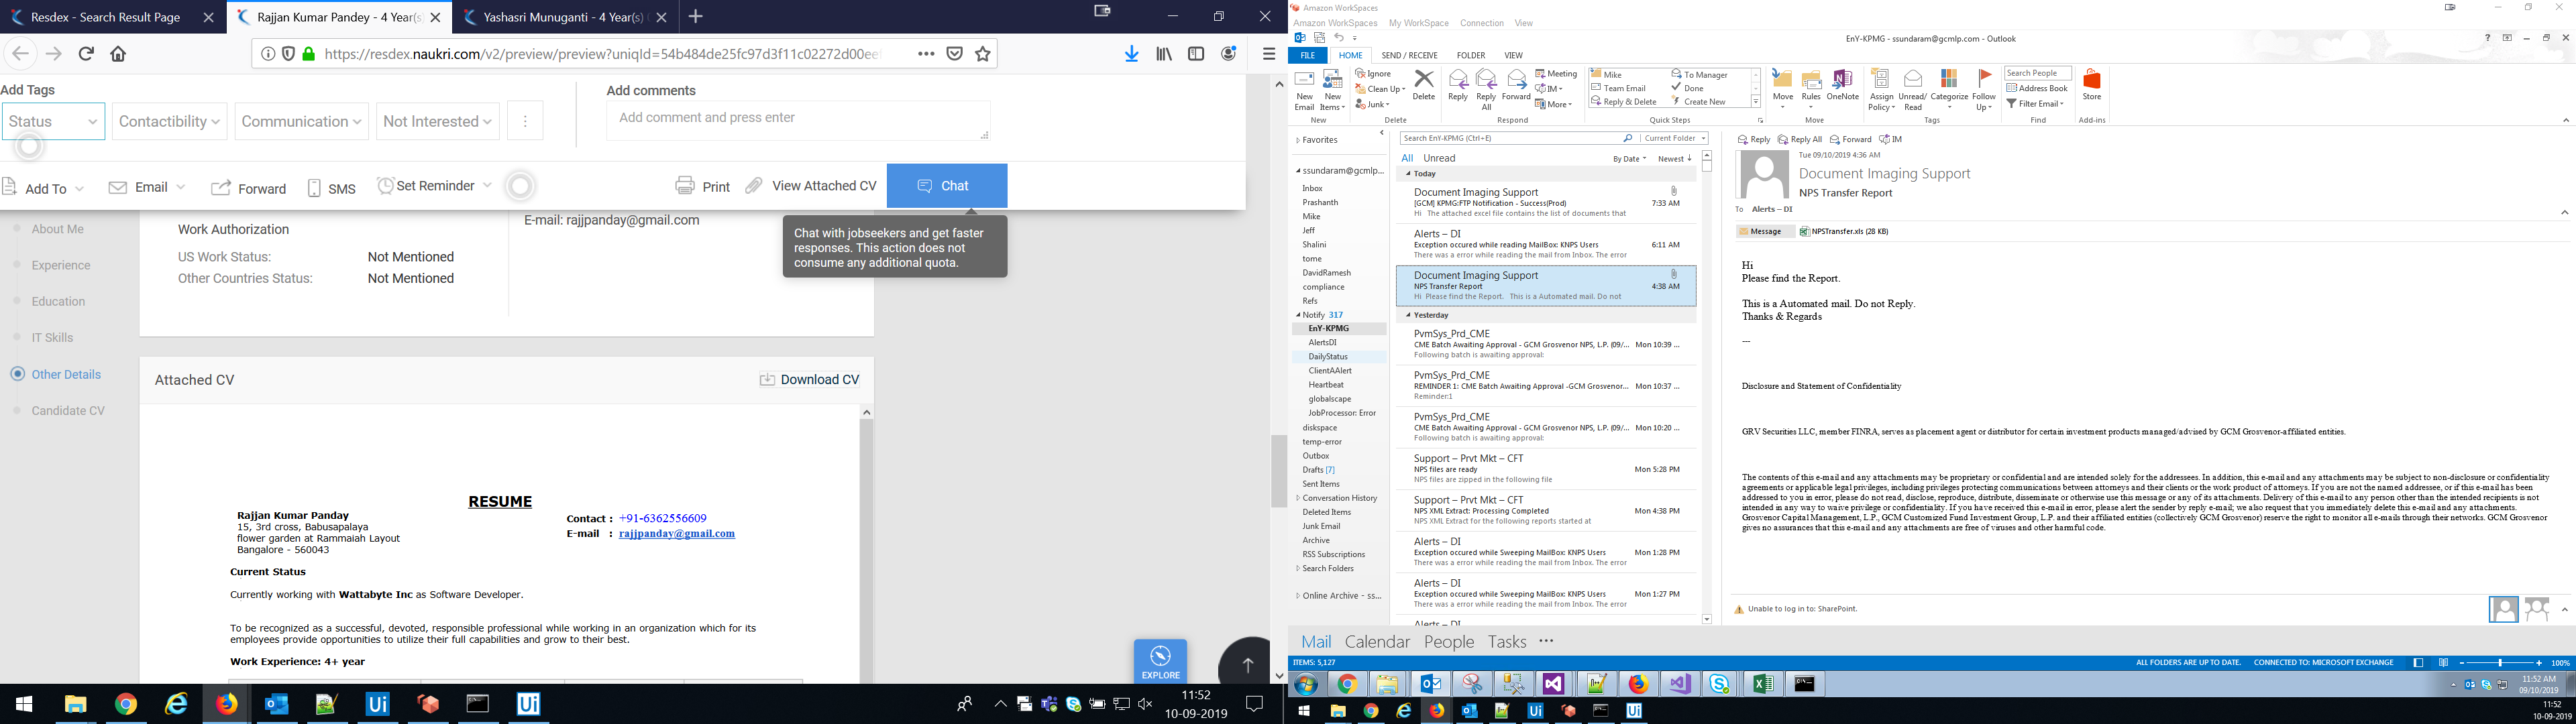 Resdex - Search Result Page
Rajjan Kumar Pandey - 4 Year(s)
Yashasri Munuganti - 4 Year(s)
https://resdex.naukri.com/v2/preview/preview?uniqId=54b484de25fc97d3f11c02272d00ee
Add Tags
Status
Contactibility
Communication
Not Interested
Add comments
Add comment and press enter
Add To
Email
Forward
SMS
Set Reminder
Print
View Attached CV
Chat
Chat with jobseekers and get faster
responses. This action does not
consume any additional quota.
About Me
Experience
Education
IT Skills
Other Details
Candidate CV
E-mail: rajjpanday@gmail.com
Work Authorization
US Work Status: Not Mentioned
Other Countries Status: Not Mentioned
Attached CV
Download CV
RESUME
Rajjan Kumar Panday
15, 3rd cross, Babusapalaya
flower garden at Rammaiah Layout
Bangalore - 560043
Contact : +91-6362556609
E-mail : rajjpanday@gmail.com
Current Status
Currently working with Wattabyte Inc as Software Developer.
To be recognized as a successful, devoted, responsible professional while working in an organization which for its
employees provide opportunities to utilize their full capabilities and grow to their best.
Work Experience: 4+ year
EXPLORE
11:52
10-09-2019
Amazon WorkSpaces
Amazon WorkSpaces My WorkSpace Connection View
EnY-KPMG - ssundaram@gcmlp.com - Outlook
FILE HOME SEND / RECEIVE FOLDER VIEW
New Email
New Items
New
Ignore
Clean Up
Junk
Delete
Delete
Reply
Reply All
Forward
Meeting
IM
More
Respond
Mike
Team Email
Reply & Delete
To Manager
Done
Create New
Quick Steps
Move
Rules
OneNote
Move
Assign Policy
Unread/ Read
Categorize
Follow Up
Tags
Search People
Address Book
Filter Email
Find
Store
Add-ins
Favorites
ssundaram@gcmlp...
Inbox
Prashanth
Mike
Jeff
Shalini
tome
DavidRamesh
compliance
Refs
Notify 317
EnY-KPMG
AlertsDI
DailyStatus
ClientAAlert
Heartbeat
globalscape
JobProcessor: Error
diskspace
temp-error
Outbox
Drafts [7]
Sent Items
Conversation History
Deleted Items
Junk Email
Archive
RSS Subscriptions
Search Folders
Online Archive - ss...
Search EnY-KPMG (Ctrl+E)
Current Folder
All Unread
By Date Newest
Today
Document Imaging Support
[GCM] KPMG:FTP Notification - Success(Prod) 7:33 AM
Hi The attached excel file contains the list of documents that
Alerts – DI
Exception occured while reading MailBox: KNPS Users 6:11 AM
There was a error while reading the mail from Inbox. The error
Document Imaging Support
NPS Transfer Report 4:38 AM
Hi Please find the Report. This is a Automated mail. Do not
Yesterday
PvmSys_Prd_CME
CME Batch Awaiting Approval - GCM Grosvenor NPS, L.P. (09/... Mon 10:39 ...
Following batch is awaiting approval:
PvmSys_Prd_CME
REMINDER 1: CME Batch Awaiting Approval -GCM Grosvenor... Mon 10:37 ...
Reminder:1
PvmSys_Prd_CME
CME Batch Awaiting Approval - GCM Grosvenor NPS, L.P. (09/... Mon 10:20 ...
Following batch is awaiting approval:
Support – Prvt Mkt – CFT
NPS files are ready Mon 5:28 PM
NPS files are zipped in the following file
Support – Prvt Mkt – CFT
NPS XML Extract: Processing Completed Mon 4:38 PM
NPS XML Extract for the following reports started at
Alerts – DI
Exception occured while Sweeping MailBox: KNPS Users Mon 1:28 PM
There was a error while reading the mail from Inbox. The error
Alerts – DI
Exception occured while Sweeping MailBox: KNPS Users Mon 1:27 PM
There was a error while reading the mail from Inbox. The error
Alerts – DI
Reply Reply All Forward IM
Tue 09/10/2019 4:36 AM
Document Imaging Support
NPS Transfer Report
To Alerts – DI
Message NPSTransfer.xls (28 KB)
Hi
Please find the Report.
This is a Automated mail. Do not Reply.
Thanks & Regards
---
Disclosure and Statement of Confidentiality
GRV Securities LLC, member FINRA, serves as placement agent or distributor for certain investment products managed/advised by GCM Grosvenor-affiliated entities.
The contents of this e-mail and any attachments may be proprietary or confidential and are intended solely for the addressees. In addition, this e-mail and any attachments may be subject to non-disclosure or confidentiality
agreements or applicable legal privileges, including privileges protecting communications between attorneys and their clients or the work product of attorneys. If you are not the named addressee, or if this e-mail has been
addressed to you in error, please do not read, disclose, reproduce, distribute, disseminate or otherwise use this message or any of its attachments. Delivery of this e-mail to any person other than the intended recipients is not
intended in any way to waive privilege or confidentiality. If you have received this e-mail in error, please alert the sender by reply e-mail; we also request that you immediately delete this e-mail and any attachments.
Grosvenor Capital Management, L.P., GCM Customized Fund Investment Group, L.P. and their affiliated entities (collectively GCM Grosvenor) reserve the right to monitor all e-mails through their networks. GCM Grosvenor
gives no assurances that this e-mail and any attachments are free of viruses and other harmful code.
Unable to log in to: SharePoint.
Mail Calendar People Tasks ...
ITEMS: 5,127
ALL FOLDERS ARE UP TO DATE. CONNECTED TO: MICROSOFT EXCHANGE
100%
11:52 AM
09/10/2019
11:52
10-09-2019